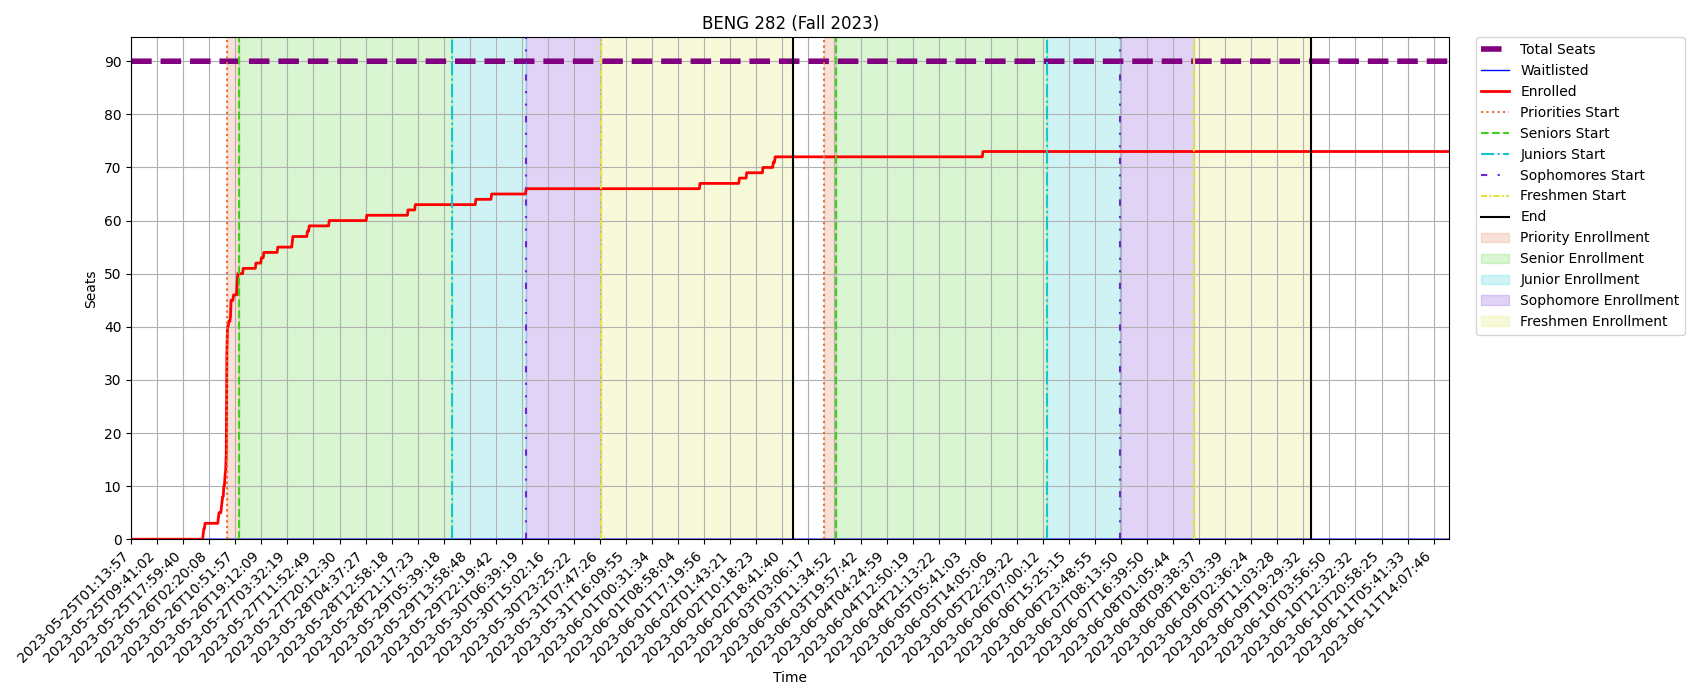 BENG 282 (Fall 2023)
Seats
90
80
70
60
50
40
30
20
10
0
2023-05-25T01:13:57
2023-05-25T09:41:02
2023-05-25T17:59:40
2023-05-26T02:20:08
2023-05-26T10:51:57
2023-05-26T19:12:09
2023-05-27T03:32:19
2023-05-27T11:52:49
2023-05-27T20:12:30
2023-05-28T04:37:27
2023-05-28T12:58:18
2023-05-28T21:17:23
2023-05-29T05:39:18
2023-05-29T13:58:48
2023-05-29T22:19:42
2023-05-30T06:39:19
2023-05-30T15:02:16
2023-05-30T23:25:22
2023-05-31T07:47:26
2023-05-31T16:09:55
2023-06-01T00:31:34
2023-06-01T08:58:04
2023-06-01T17:19:56
2023-06-02T01:43:21
2023-06-02T10:18:23
2023-06-02T18:41:40
2023-06-03T03:06:17
2023-06-03T11:34:52
2023-06-03T19:57:42
2023-06-04T04:24:59
2023-06-04T12:50:19
2023-06-04T21:13:22
2023-06-05T05:41:03
2023-06-05T14:05:06
2023-06-05T22:29:22
2023-06-06T07:00:12
2023-06-06T15:25:15
2023-06-06T23:48:55
2023-06-07T08:13:50
2023-06-07T16:39:50
2023-06-08T01:05:44
2023-06-08T09:38:37
2023-06-08T18:03:39
2023-06-09T02:36:24
2023-06-09T11:03:28
2023-06-09T19:29:32
2023-06-10T03:56:50
2023-06-10T12:32:32
2023-06-10T20:58:25
2023-06-11T05:41:33
2023-06-11T14:07:46
Time
Total Seats
Waitlisted
Enrolled
Priorities Start
Seniors Start
Juniors Start
Sophomores Start
Freshmen Start
End
Priority Enrollment
Senior Enrollment
Junior Enrollment
Sophomore Enrollment
Freshmen Enrollment